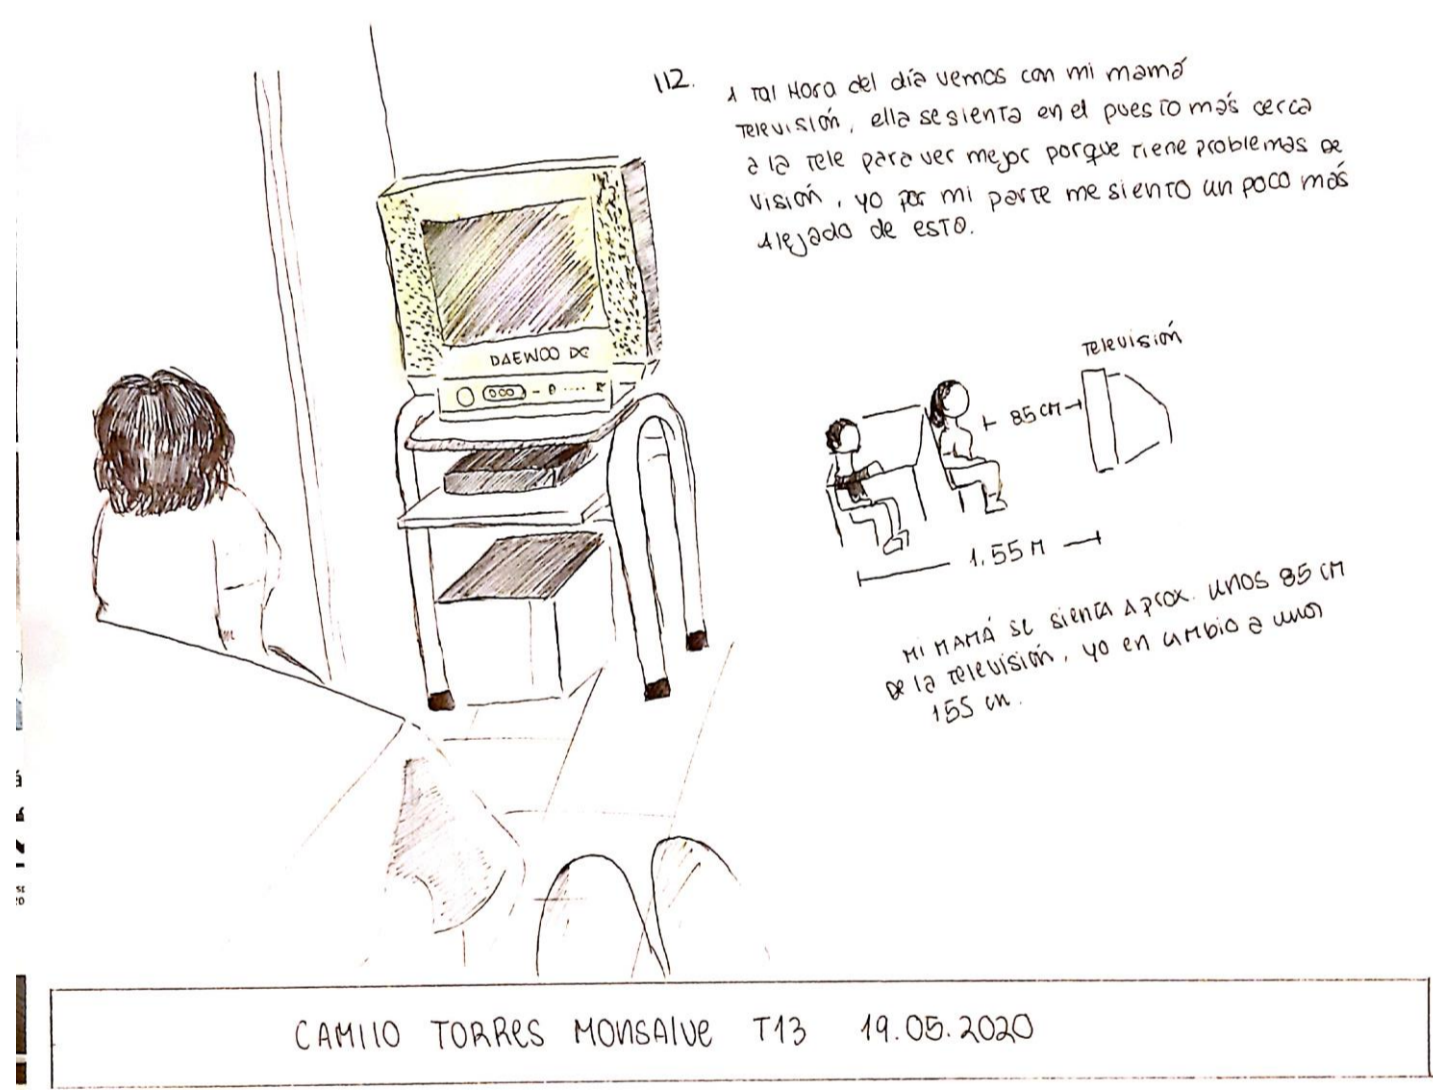 112.
A tal Hora del día vemos con mi mamá
Televisión, ella se sienta en el puesto más cerca
a la tele para ver mejor porque tiene problemas de
visión, yo por mi parte me siento un poco más
Alejado de esto.
DAEWOO
Televisión
85 cm
1.55 M
MI MAMÁ se sienta Aprox. unos 85 cm
de la televisión, yo en cambio a unos
155 cm.
CAMIlO TORRes MONSAlVe T13 19.05.2020